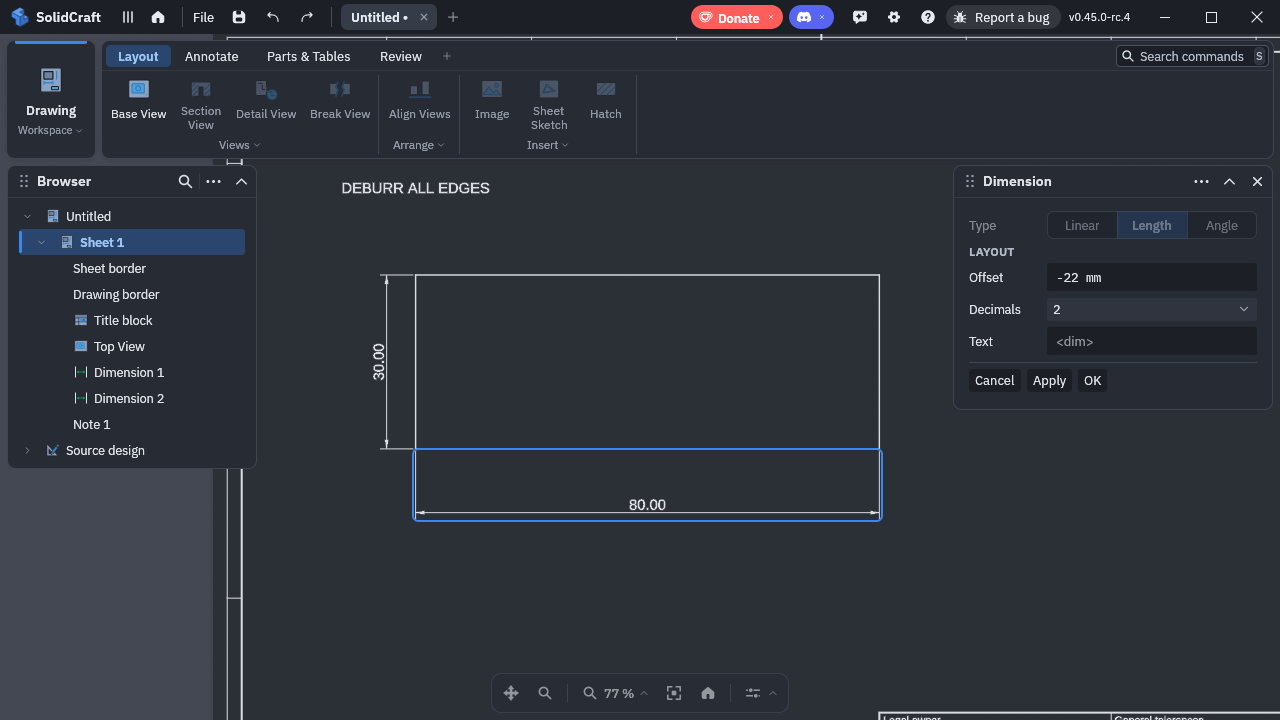 SolidCraft
File
Untitled •
Donate
Report a bug
v0.45.0-rc.4
Drawing
Workspace
Layout
Annotate
Parts & Tables
Review
Search commands
S
Base View
Section View
Detail View
Break View
Align Views
Image
Sheet Sketch
Hatch
Views
Arrange
Insert
Browser
Untitled
Sheet 1
Sheet border
Drawing border
Title block
Top View
Dimension 1
Dimension 2
Note 1
Source design
DEBURR ALL EDGES
30.00
80.00
Dimension
Type
Linear
Length
Angle
LAYOUT
Offset
-22 mm
Decimals
2
Text
<dim>
Cancel
Apply
OK
77 %
Legal owner
General tolerances